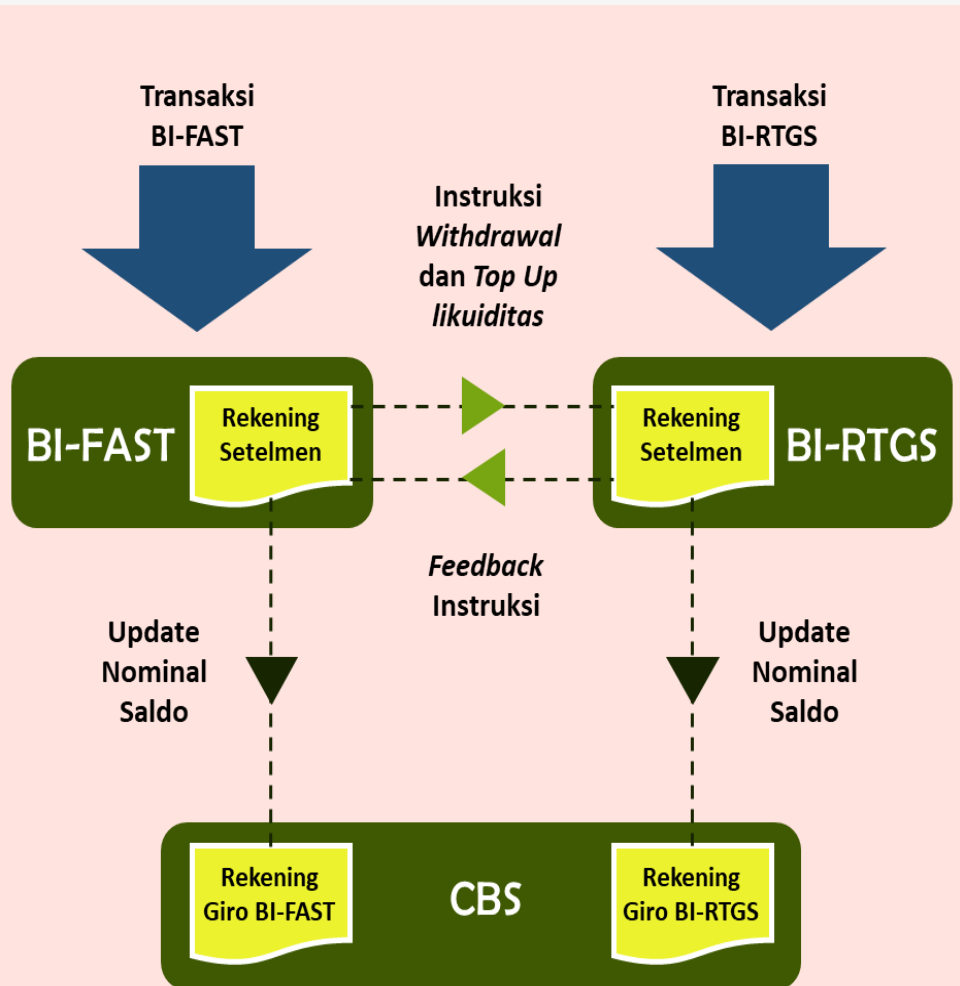 Transaksi
BI-FAST
Transaksi
BI-RTGS
Instruksi
Withdrawal
dan Top Up
likuiditas
BI-FAST
Rekening
Setelmen
Rekening
Setelmen
BI-RTGS
Feedback
Instruksi
Update
Nominal
Saldo
Update
Nominal
Saldo
Rekening
Giro BI-FAST
CBS
Rekening
Giro BI-RTGS